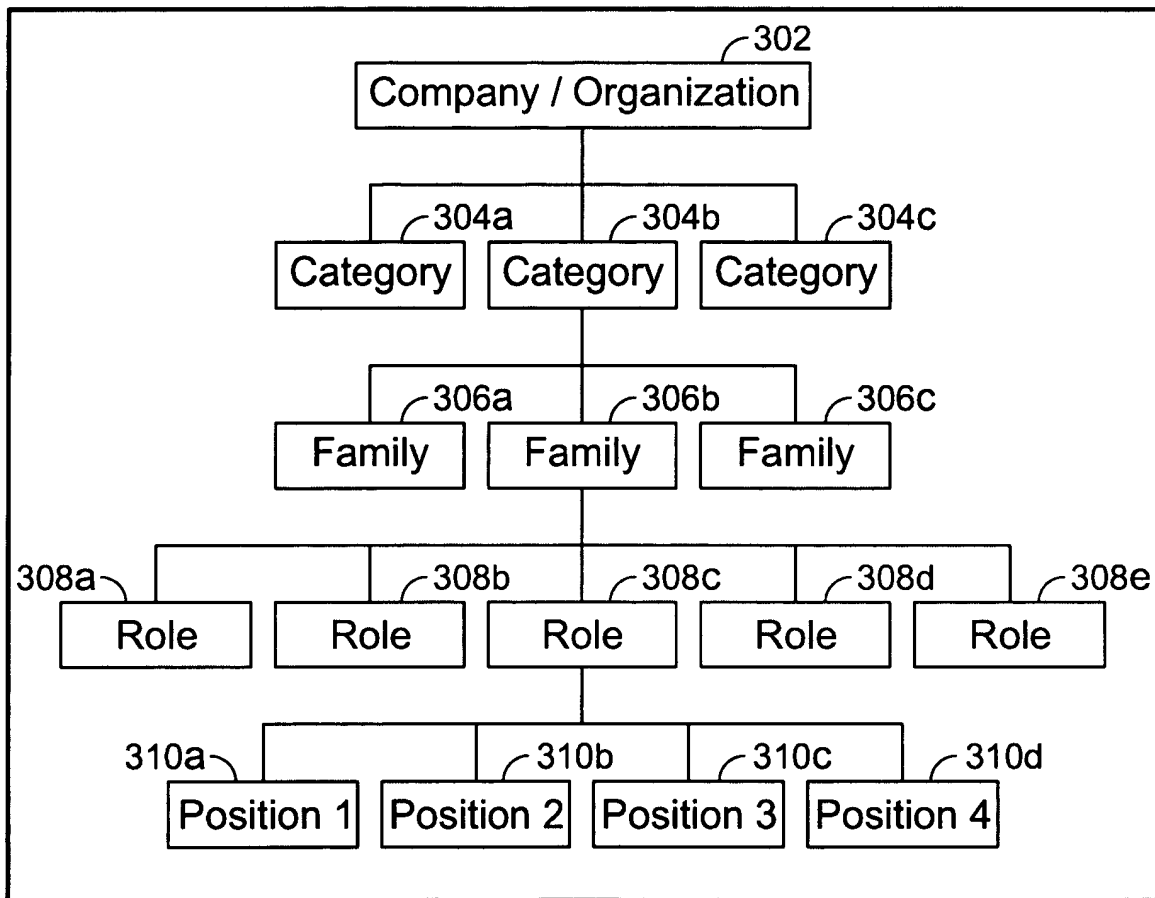 302
Company / Organization
304a 304b 304c
Category Category Category
306a 306b 306c
Family Family Family
308a 308b 308c 308d 308e
Role Role Role Role Role
310a 310b 310c 310d
Position 1 Position 2 Position 3 Position 4